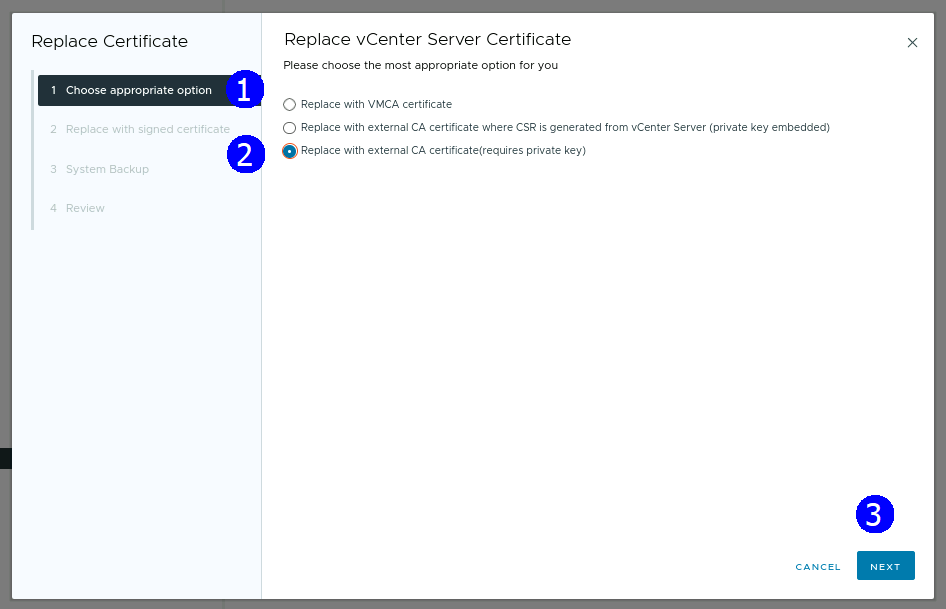 Replace Certificate
1 Choose appropriate option
1
2 Replace with signed certificate
2
3 System Backup
4 Review
Replace vCenter Server Certificate
Please choose the most appropriate option for you
Replace with VMCA certificate
Replace with external CA certificate where CSR is generated from vCenter Server (private key embedded)
Replace with external CA certificate(requires private key)
3
CANCEL NEXT